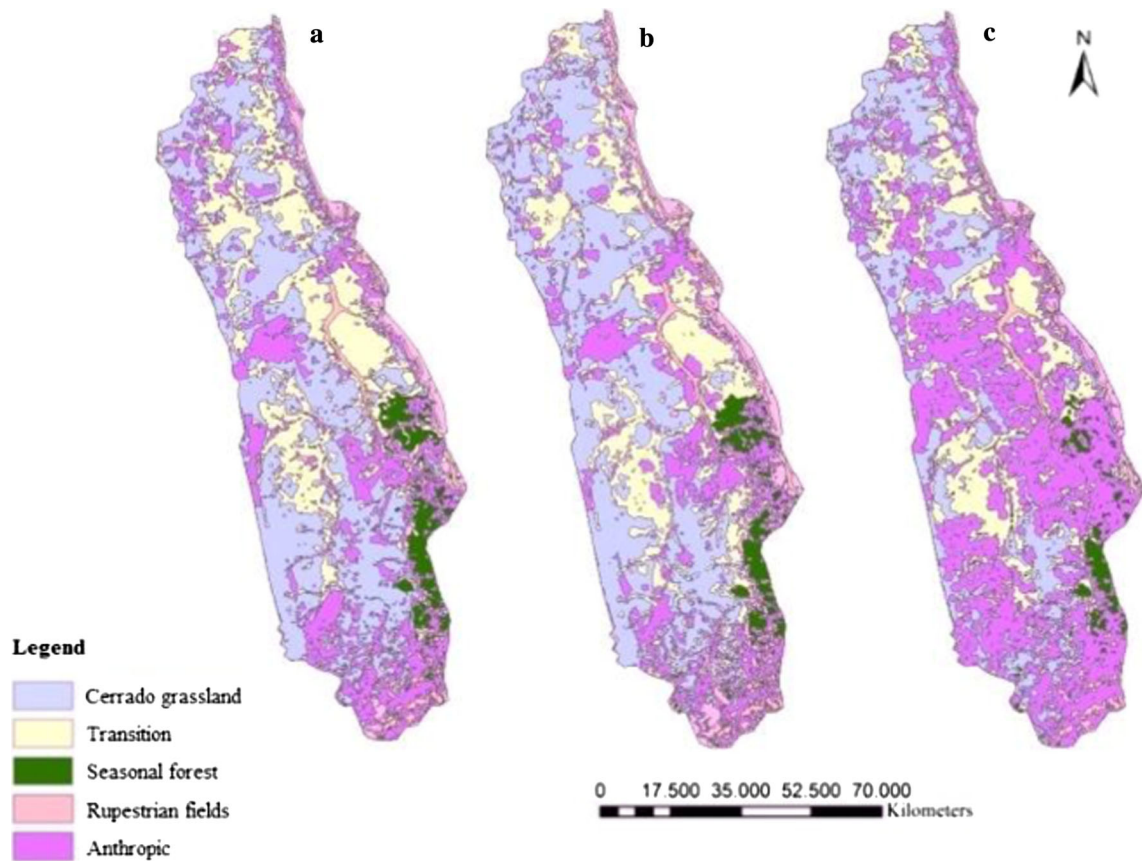 a b c
N
Legend
Cerrado grassland
Transition
Seasonal forest
Rupestrian fields
Anthropic
0 17.500 35.000 52.500 70.000
Kilometers